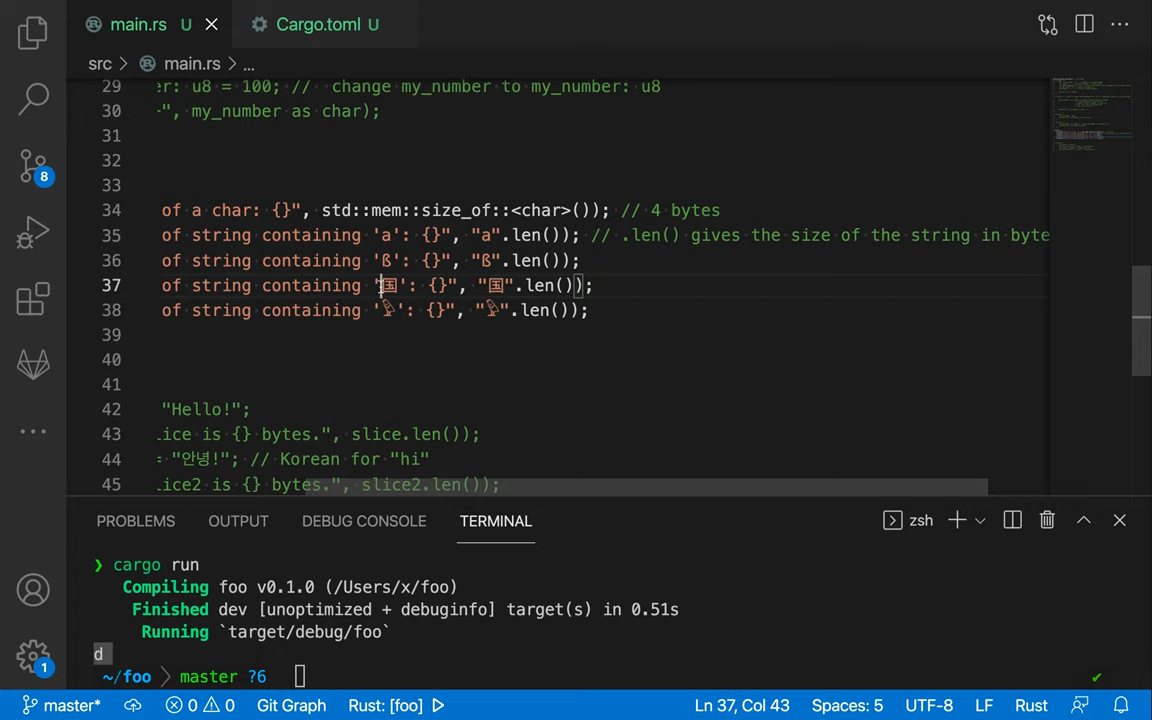 main.rs U Cargo.toml U
src > main.rs > ...
29 er: u8 = 100; // change my_number to my_number: u8
30 ", my_number as char);
31
32
33
34 of a char: {}", std::mem::size_of::<char>()); // 4 bytes
35 of string containing 'a': {}", "a".len()); // .len() gives the size of the string in byte
36 of string containing 'ß': {}", "ß".len());
37 of string containing '国': {}", "国".len());
38 of string containing '𓅱': {}", "𓅱".len());
39
40
41
42 "Hello!";
43 lice is {} bytes.", slice.len());
44 = "안녕!"; // Korean for "hi"
45 lice2 is {} bytes.", slice2.len());
8
PROBLEMS OUTPUT DEBUG CONSOLE TERMINAL zsh
❯ cargo run
Compiling foo v0.1.0 (/Users/x/foo)
Finished dev [unoptimized + debuginfo] target(s) in 0.51s
Running `target/debug/foo`
d
~/foo master ?6 ✔
1
master* 0 0 Git Graph Rust: [foo] Ln 37, Col 43 Spaces: 5 UTF-8 LF Rust